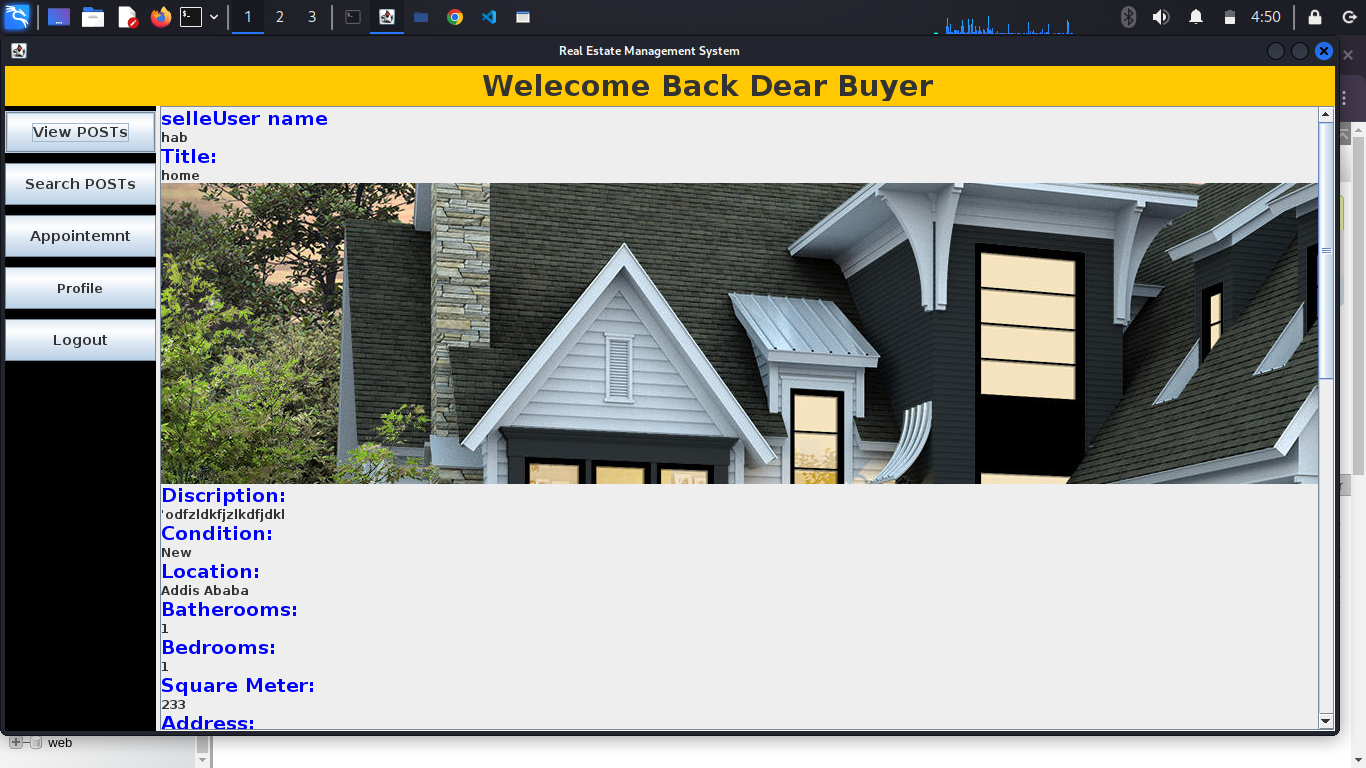 1 2 3 4:50
Real Estate Management System
Welecome Back Dear Buyer
View POSTs
Search POSTs
Appointemnt
Profile
Logout
selleUser name
hab
Title:
home
Discription:
'odfzldkfjzlkdfjdkl
Condition:
New
Location:
Addis Ababa
Batherooms:
1
Bedrooms:
1
Square Meter:
233
Address:
web